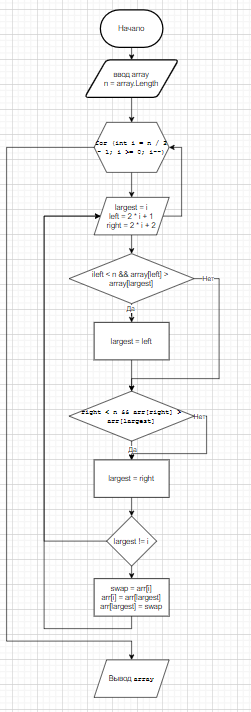 Начало
ввод array
n = array.Length
for (int i = n / 2
- 1; i >= 0; i--)
largest = i
left = 2 * i + 1
right = 2 * i + 2
ileft < n && array[left] >
array[largest]
Нет
Да
largest = left
right < n && arr[right] >
arr[largest]
Нет
Да
largest = right
largest != i
swap = arr[i]
arr[i] = arr[largest]
arr[largest] = swap
Вывод array